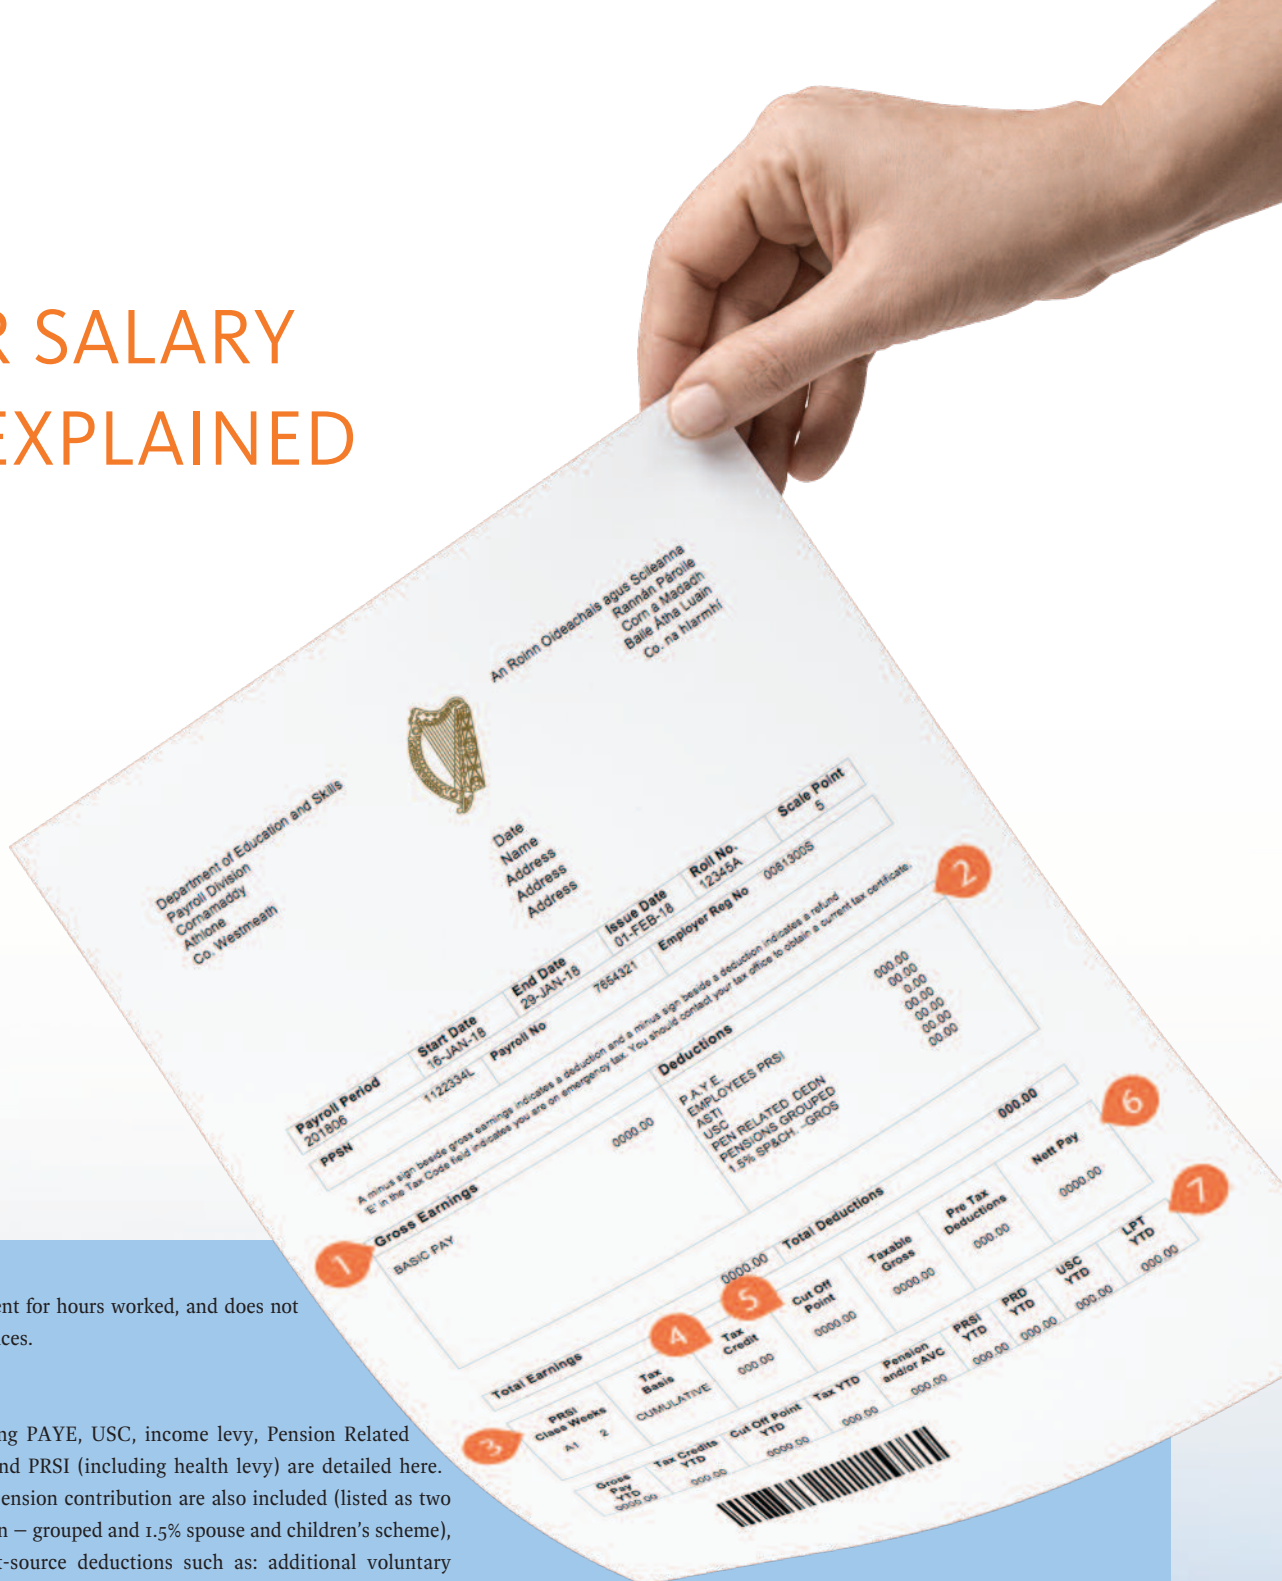 R SALARY
EXPLAINED
An Roinn Oideachais agus Scileanna
Rannán Párolle
Corn a Madadh
Baile Átha Luain
Co. na hIarmhí
Department of Education and Skills
Payroll Division
Cornamaddy
Athlone
Co. Westmeath
Date
Name
Address
Address
Address
Payroll Period Start Date End Date Issue Date Roll No. Scale Point
201806 16-JAN-18 29-JAN-18 01-FEB-18 12345A 5
PPSN 1122334L Payroll No 7654321 Employer Reg No 0081300S
A minus sign beside gross earnings indicates a deduction and a minus sign beside a deduction indicates a refund
'E' in the Tax Code field indicates you are on emergency tax. You should contact your tax office to obtain a current tax certificate.
1 Gross Earnings Deductions 2
BASIC PAY 0000.00
P.A.Y.E. 000.00
EMPLOYEES PRSI 00.00
ASTI 0.00
USC 00.00
PEN RELATED DEDN 00.00
PENSIONS GROUPED 00.00
1.5% SP&CH. –GROS 00.00
Total Earnings 0000.00 Total Deductions 000.00
3 4 5 6
PRSI
Class Weeks
A1 2
Tax
Basis
CUMULATIVE
Tax
Credit
000.00
Cut Off
Point
0000.00
Taxable
Gross
0000.00
Pre Tax
Deductions
000.00
Nett Pay
0000.00
7
Gross
Pay
YTD
0000.00
Tax Credits
YTD
000.00
Cut Off Point
YTD
0000.00
Tax YTD
000.00
Pension
and/or AVC
000.00
PRSI
YTD
000.00
PRD
YTD
000.00
USC
YTD
000.00
LPT
YTD
000.00
ent for hours worked, and does not
ces.
ng PAYE, USC, income levy, Pension Related
nd PRSI (including health levy) are detailed here.
ension contribution are also included (listed as two
n – grouped and 1.5% spouse and children's scheme),
t-source deductions such as: additional voluntary